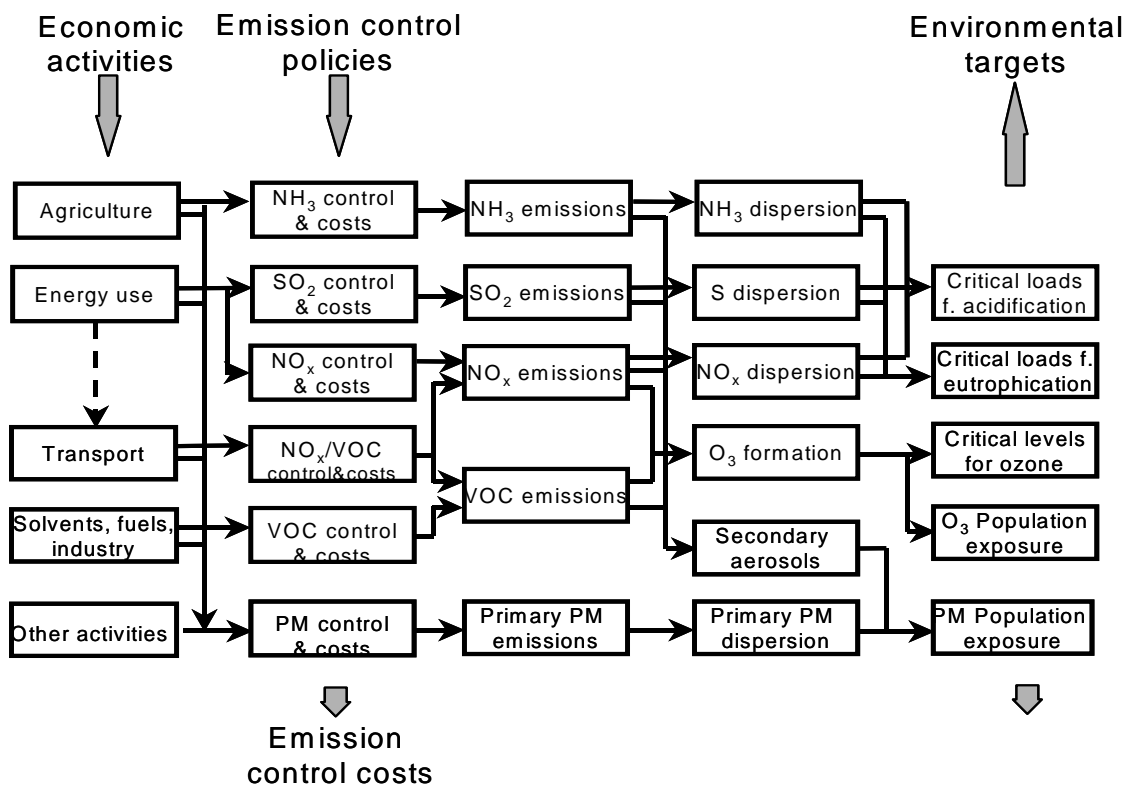 Economic
activities
Emission control
policies
Environmental
targets
Agriculture
NH₃ control
& costs
NH₃ emissions
NH₃ dispersion
Energy use
SO₂ control
& costs
SO₂ emissions
S dispersion
Critical loads
f. acidification
NOₓ control
& costs
NOₓ emissions
NOₓ dispersion
Critical loads f.
eutrophication
Transport
NOₓ/VOC
control&costs
O₃ formation
Critical levels
for ozone
VOC emissions
Solvents, fuels,
industry
VOC control
& costs
Secondary
aerosols
O₃ Population
exposure
Other activities
PM control
& costs
Primary PM
emissions
Primary PM
dispersion
PM Population
exposure
Emission
control costs